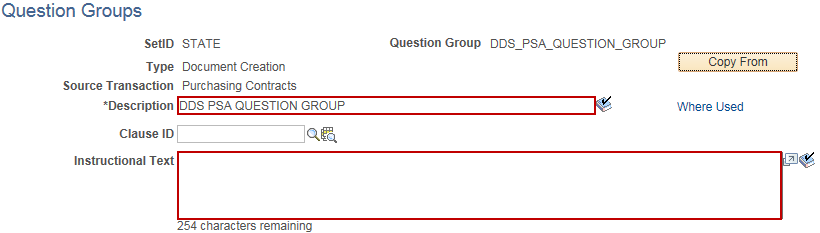 Question Groups
SetID STATE Question Group DDS_PSA_QUESTION_GROUP
Type Document Creation Copy From
Source Transaction Purchasing Contracts
*Description DDS PSA QUESTION GROUP Where Used
Clause ID
Instructional Text
254 characters remaining